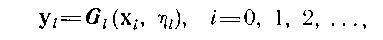 y_i=G_i(x_i, η_i), i=0, 1, 2, ...,